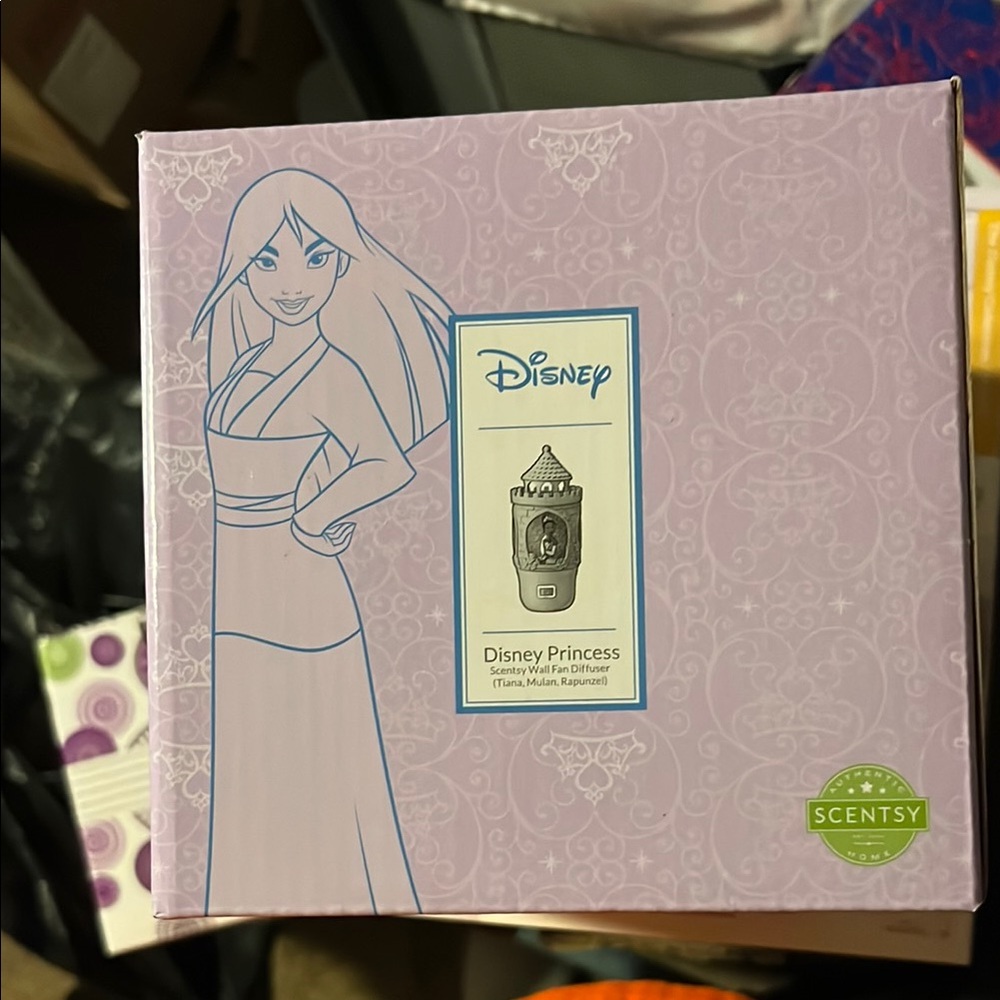 Disney
Disney Princess
Scentsy Wall Fan Diffuser
(Tiana, Mulan, Rapunzel)
AUTHENTIC
SCENTSY
HOME